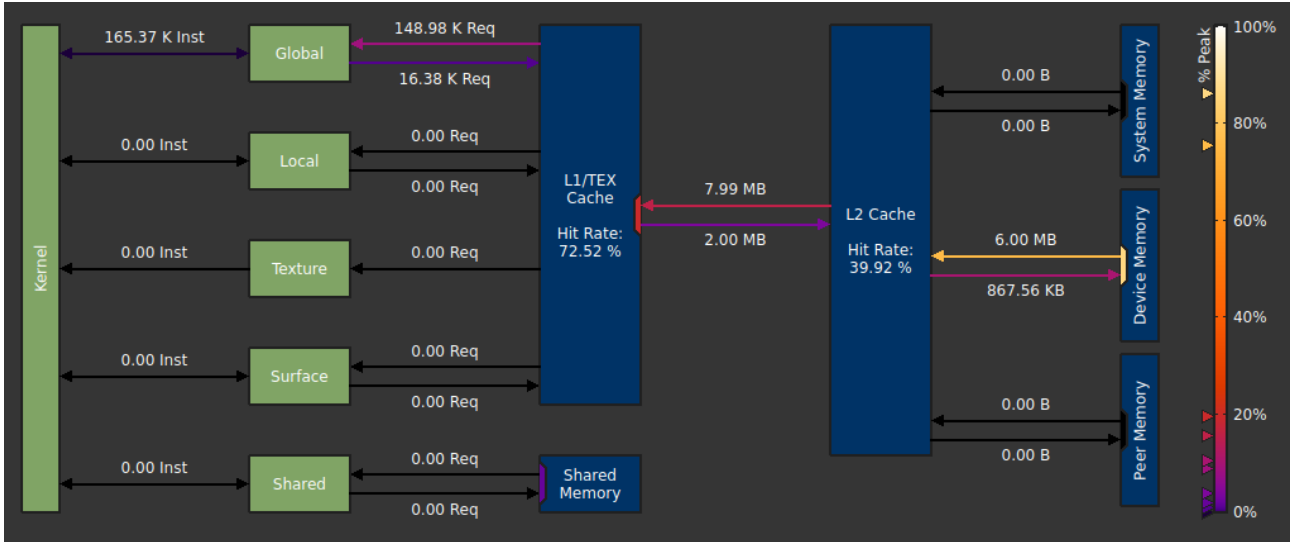 Kernel
165.37 K Inst
Global
148.98 K Req
16.38 K Req
0.00 Inst
Local
0.00 Req
0.00 Req
0.00 Inst
Texture
0.00 Req
0.00 Inst
Surface
0.00 Req
0.00 Req
0.00 Inst
Shared
0.00 Req
0.00 Req
L1/TEX
Cache
Hit Rate:
72.52 %
Shared
Memory
7.99 MB
2.00 MB
L2 Cache
Hit Rate:
39.92 %
0.00 B
0.00 B
System Memory
6.00 MB
867.56 KB
Device Memory
0.00 B
0.00 B
Peer Memory
% Peak
100%
80%
60%
40%
20%
0%